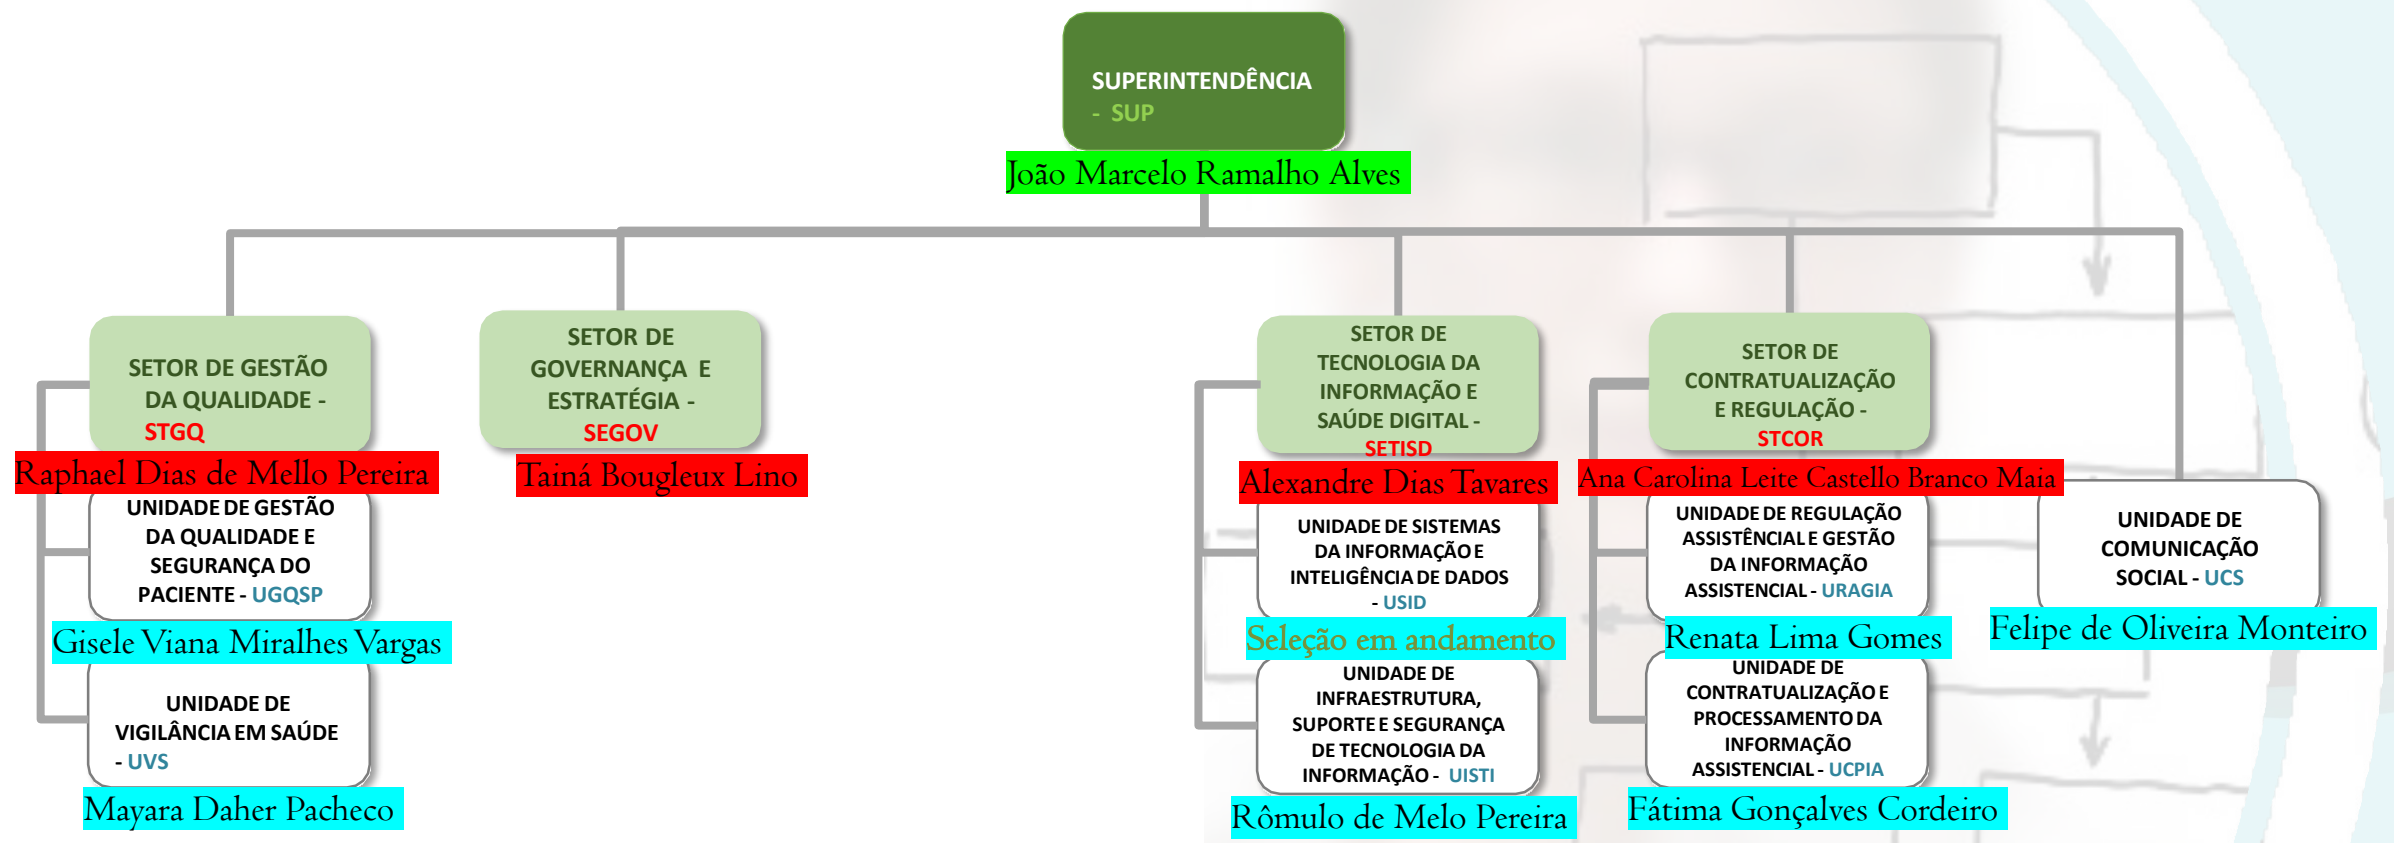 SUPERINTENDÊNCIA
- SUP
João Marcelo Ramalho Alves
SETOR DE GESTÃO
DA QUALIDADE -
STGQ
Raphael Dias de Mello Pereira
UNIDADE DE GESTÃO
DA QUALIDADE E
SEGURANÇA DO
PACIENTE - UGQSP
Gisele Viana Miralhes Vargas
UNIDADE DE
VIGILÂNCIA EM SAÚDE
- UVS
Mayara Daher Pacheco
SETOR DE
GOVERNANÇA E
ESTRATÉGIA -
SEGOV
Tainá Bougleux Lino
SETOR DE
TECNOLOGIA DA
INFORMAÇÃO E
SAÚDE DIGITAL -
SETISD
Alexandre Dias Tavares
UNIDADE DE SISTEMAS
DA INFORMAÇÃO E
INTELIGÊNCIA DE DADOS
- USID
Seleção em andamento
UNIDADE DE
INFRAESTRUTURA,
SUPORTE E SEGURANÇA
DE TECNOLOGIA DA
INFORMAÇÃO - UISTI
Rômulo de Melo Pereira
SETOR DE
CONTRATUALIZAÇÃO
E REGULAÇÃO -
STCOR
Ana Carolina Leite Castello Branco Maia
UNIDADE DE REGULAÇÃO
ASSISTÊNCIAL E GESTÃO
DA INFORMAÇÃO
ASSISTENCIAL - URAGIA
Renata Lima Gomes
UNIDADE DE
CONTRATUALIZAÇÃO E
PROCESSAMENTO DA
INFORMAÇÃO
ASSISTENCIAL - UCPIA
Fátima Gonçalves Cordeiro
UNIDADE DE
COMUNICAÇÃO
SOCIAL - UCS
Felipe de Oliveira Monteiro